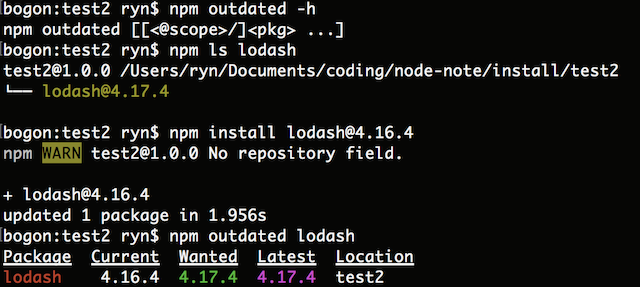 bogon:test2 ryn$ npm outdated -h
npm outdated [[<@scope>/]<pkg> ...]
bogon:test2 ryn$ npm ls lodash
test2@1.0.0 /Users/ryn/Documents/coding/node-note/install/test2
└── lodash@4.17.4
bogon:test2 ryn$ npm install lodash@4.16.4
npm WARN test2@1.0.0 No repository field.
+ lodash@4.16.4
updated 1 package in 1.956s
bogon:test2 ryn$ npm outdated lodash
Package Current Wanted Latest Location
lodash 4.16.4 4.17.4 4.17.4 test2